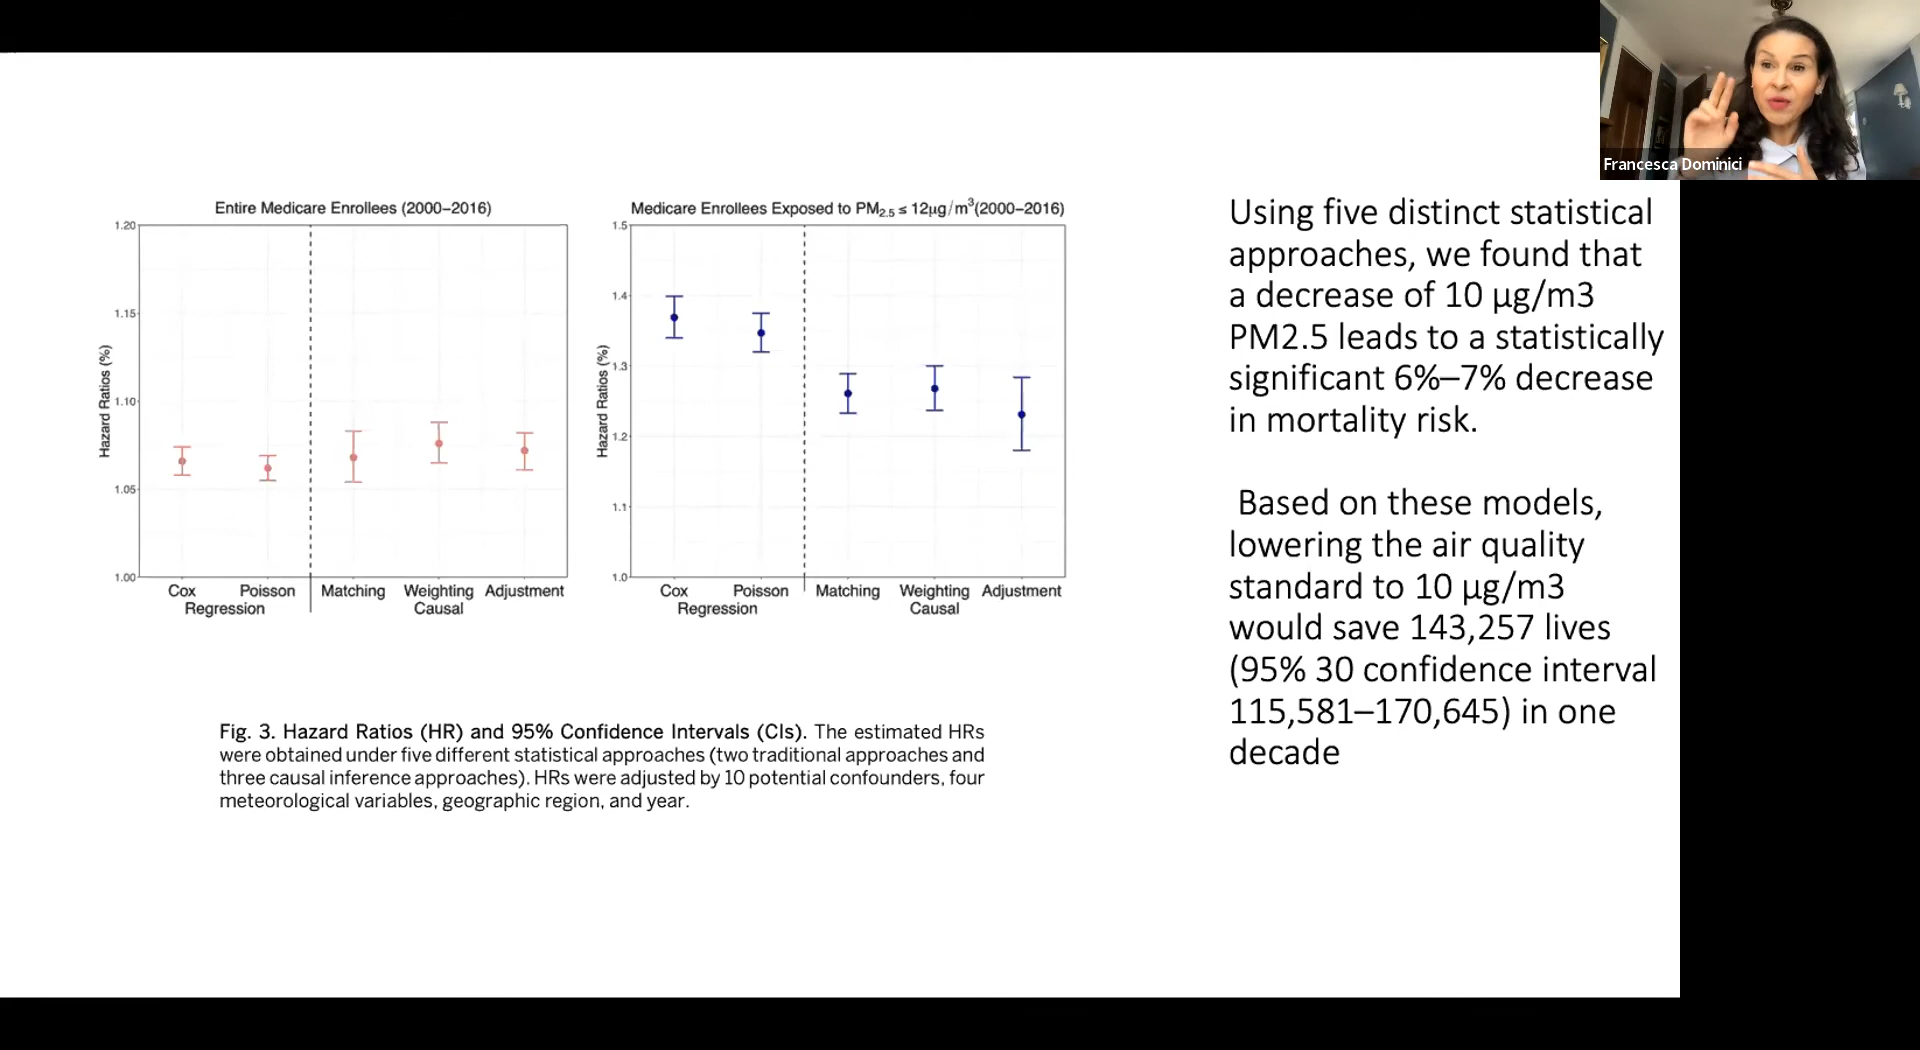 Francesca Dominici
Entire Medicare Enrollees (2000–2016)
Hazard Ratios (%)
1.20
1.15
1.10
1.05
1.00
Cox Poisson Matching Weighting Adjustment
Regression Causal
Medicare Enrollees Exposed to PM2.5 ≤ 12µg/m³(2000–2016)
Hazard Ratios (%)
1.5
1.4
1.3
1.2
1.1
1.0
Cox Poisson Matching Weighting Adjustment
Regression Causal
Fig. 3. Hazard Ratios (HR) and 95% Confidence Intervals (CIs). The estimated HRs
were obtained under five different statistical approaches (two traditional approaches and
three causal inference approaches). HRs were adjusted by 10 potential confounders, four
meteorological variables, geographic region, and year.
Using five distinct statistical
approaches, we found that
a decrease of 10 µg/m3
PM2.5 leads to a statistically
significant 6%–7% decrease
in mortality risk.
Based on these models,
lowering the air quality
standard to 10 µg/m3
would save 143,257 lives
(95% 30 confidence interval
115,581–170,645) in one
decade